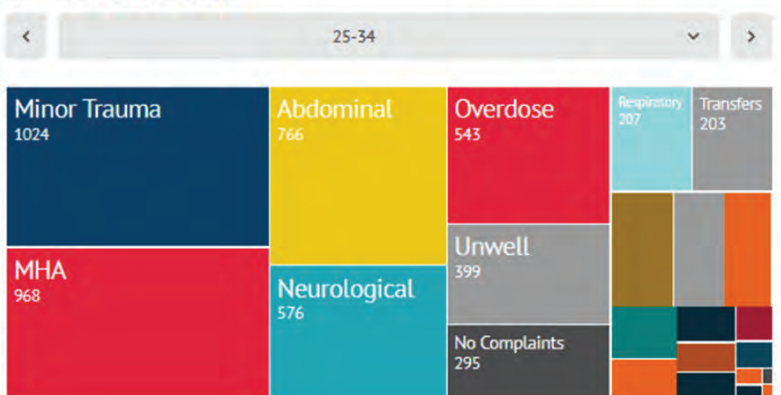 25-34
Minor Trauma
1024
MHA
968
Abdominal
766
Neurological
576
Overdose
543
Unwell
399
No Complaints
295
Respiratory
207
Transfers
203